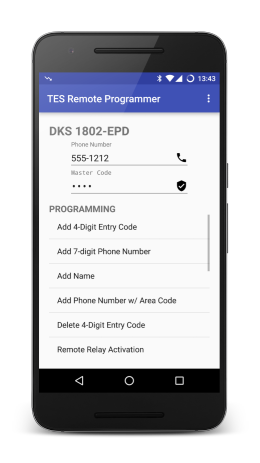 13:43
TES Remote Programmer
DKS 1802-EPD
Phone Number
555-1212
Master Code
••••
PROGRAMMING
Add 4-Digit Entry Code
Add 7-digit Phone Number
Add Name
Add Phone Number w/ Area Code
Delete 4-Digit Entry Code
Remote Relay Activation